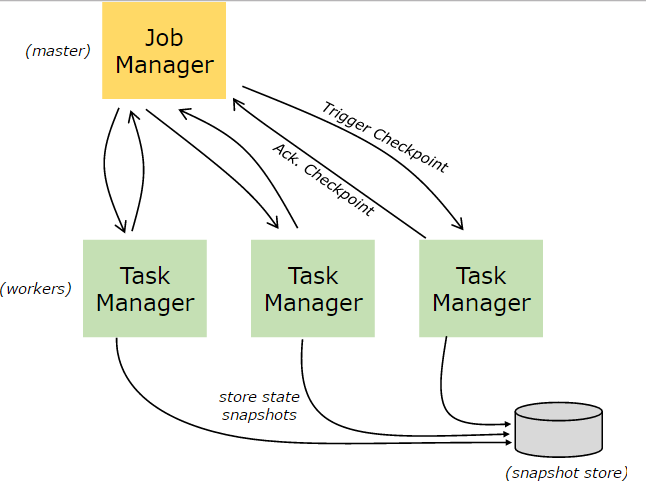 Job
Manager
(master)
Trigger Checkpoint
Ack. Checkpoint
Task
Manager
Task
Manager
Task
Manager
(workers)
store state
snapshots
(snapshot store)